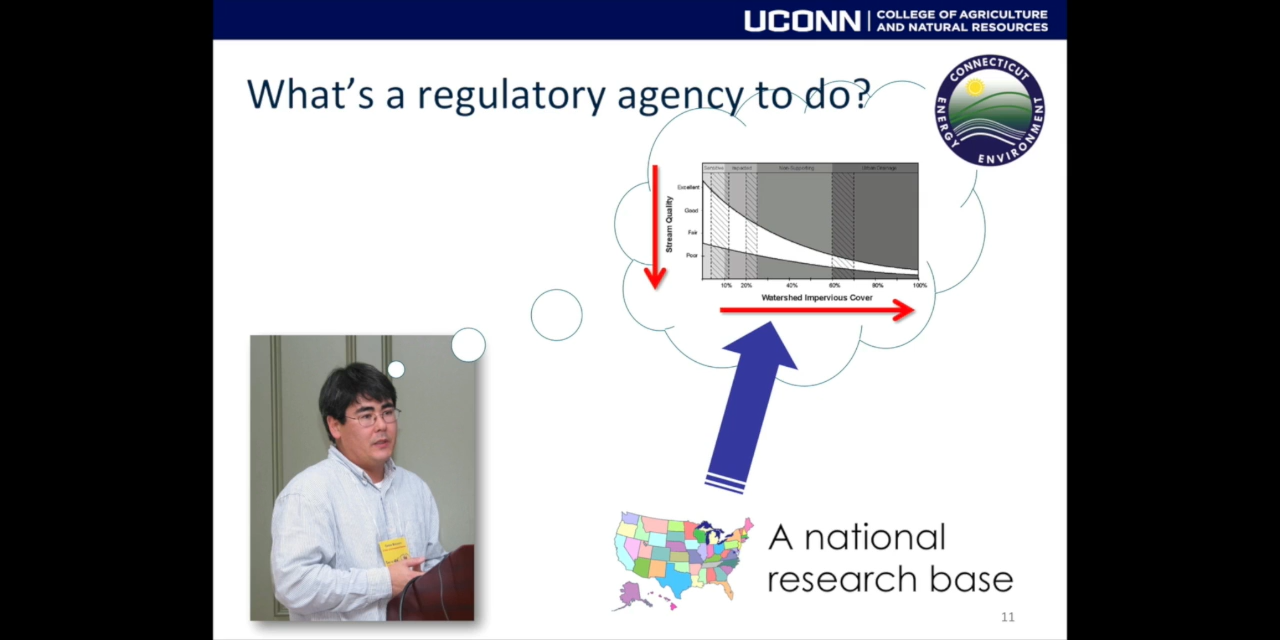 UCONN
COLLEGE OF AGRICULTURE
AND NATURAL RESOURCES
What's a regulatory agency to do?
CONNECTICUT
ENERGY
ENVIRONMENT
Sensitive Impacted Non-Supporting Urban Drainage
Stream Quality
Excellent
Good
Fair
Poor
10% 20% 40% 60% 80% 100%
Watershed Impervious Cover
A national
research base
11